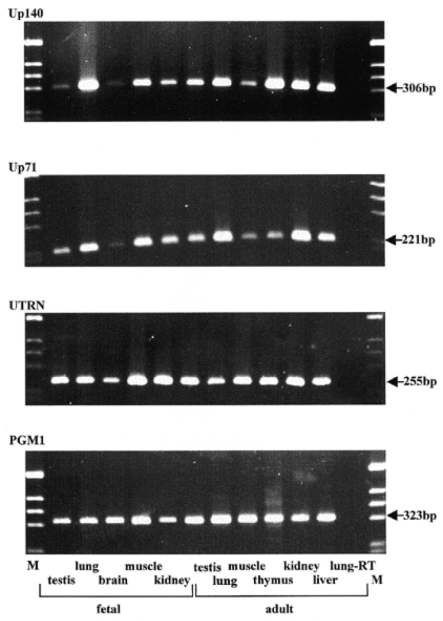 Up140
306bp
Up71
221bp
UTRN
255bp
PGM1
323bp
M testis lung brain muscle kidney testis lung muscle thymus kidney liver lung-RT M
fetal adult